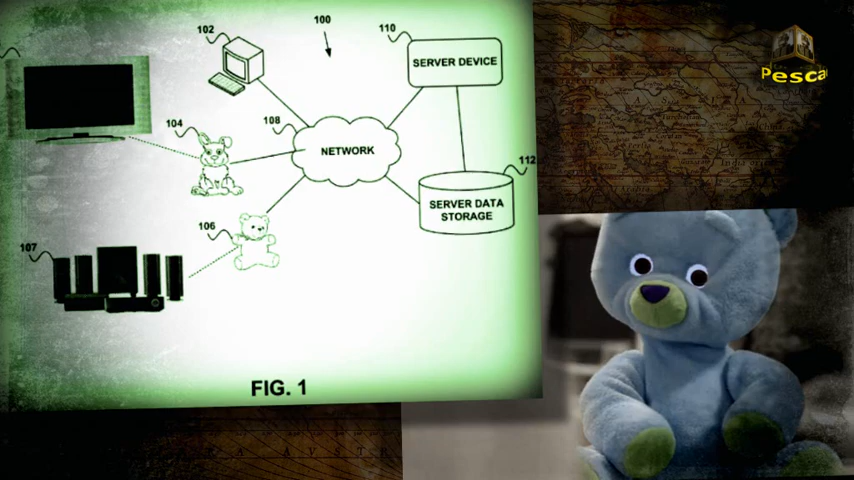 100
102
110
SERVER DEVICE
Pesca
104
108
NETWORK
112
SERVER DATA
STORAGE
106
107
FIG. 1